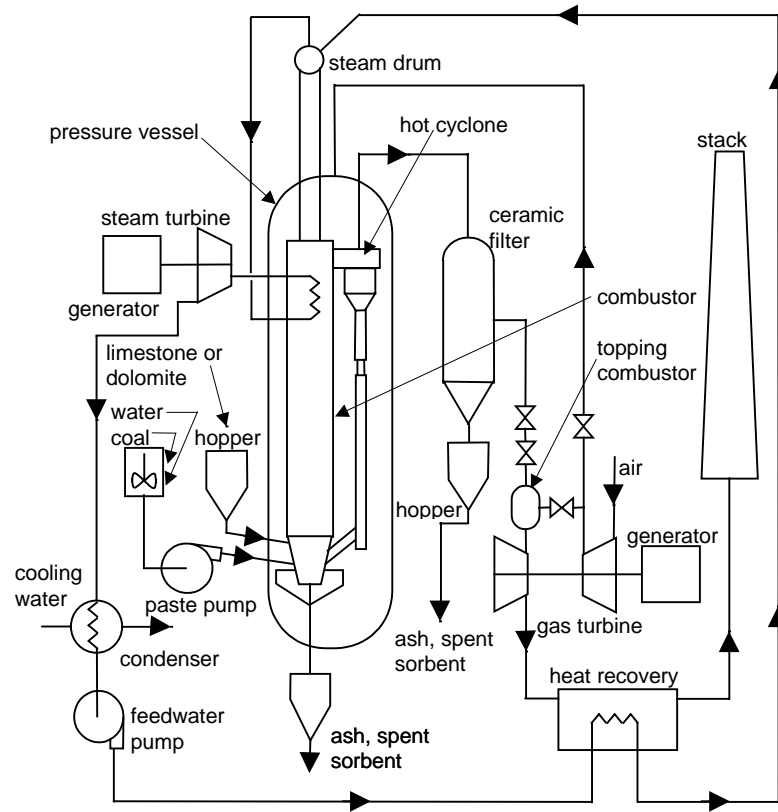 steam drum
pressure vessel
hot cyclone
stack
steam turbine
ceramic
filter
generator
combustor
limestone or
dolomite
topping
combustor
water
coal
hopper
air
hopper
generator
cooling
water
paste pump
gas turbine
ash, spent
sorbent
condenser
heat recovery
feedwater
pump
ash, spent
sorbent